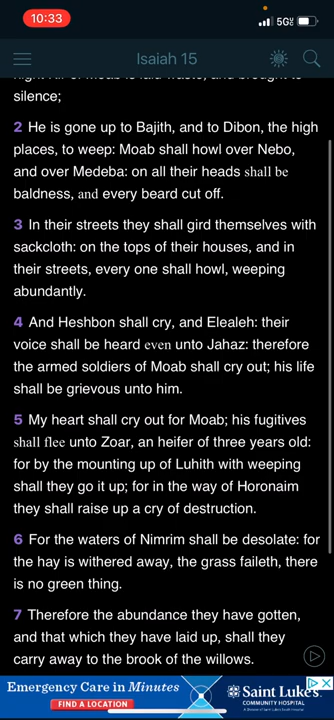 10:33
5G
Isaiah 15
night Kir of Moab is laid waste, and brought to
silence;
2 He is gone up to Bajith, and to Dibon, the high
places, to weep: Moab shall howl over Nebo,
and over Medeba: on all their heads shall be
baldness, and every beard cut off.
3 In their streets they shall gird themselves with
sackcloth: on the tops of their houses, and in
their streets, every one shall howl, weeping
abundantly.
4 And Heshbon shall cry, and Elealeh: their
voice shall be heard even unto Jahaz: therefore
the armed soldiers of Moab shall cry out; his life
shall be grievous unto him.
5 My heart shall cry out for Moab; his fugitives
shall flee unto Zoar, an heifer of three years old:
for by the mounting up of Luhith with weeping
shall they go it up; for in the way of Horonaim
they shall raise up a cry of destruction.
6 For the waters of Nimrim shall be desolate: for
the hay is withered away, the grass faileth, there
is no green thing.
7 Therefore the abundance they have gotten,
and that which they have laid up, shall they
carry away to the brook of the willows.
Emergency Care in Minutes
FIND A LOCATION
Saint Luke's
COMMUNITY HOSPITAL